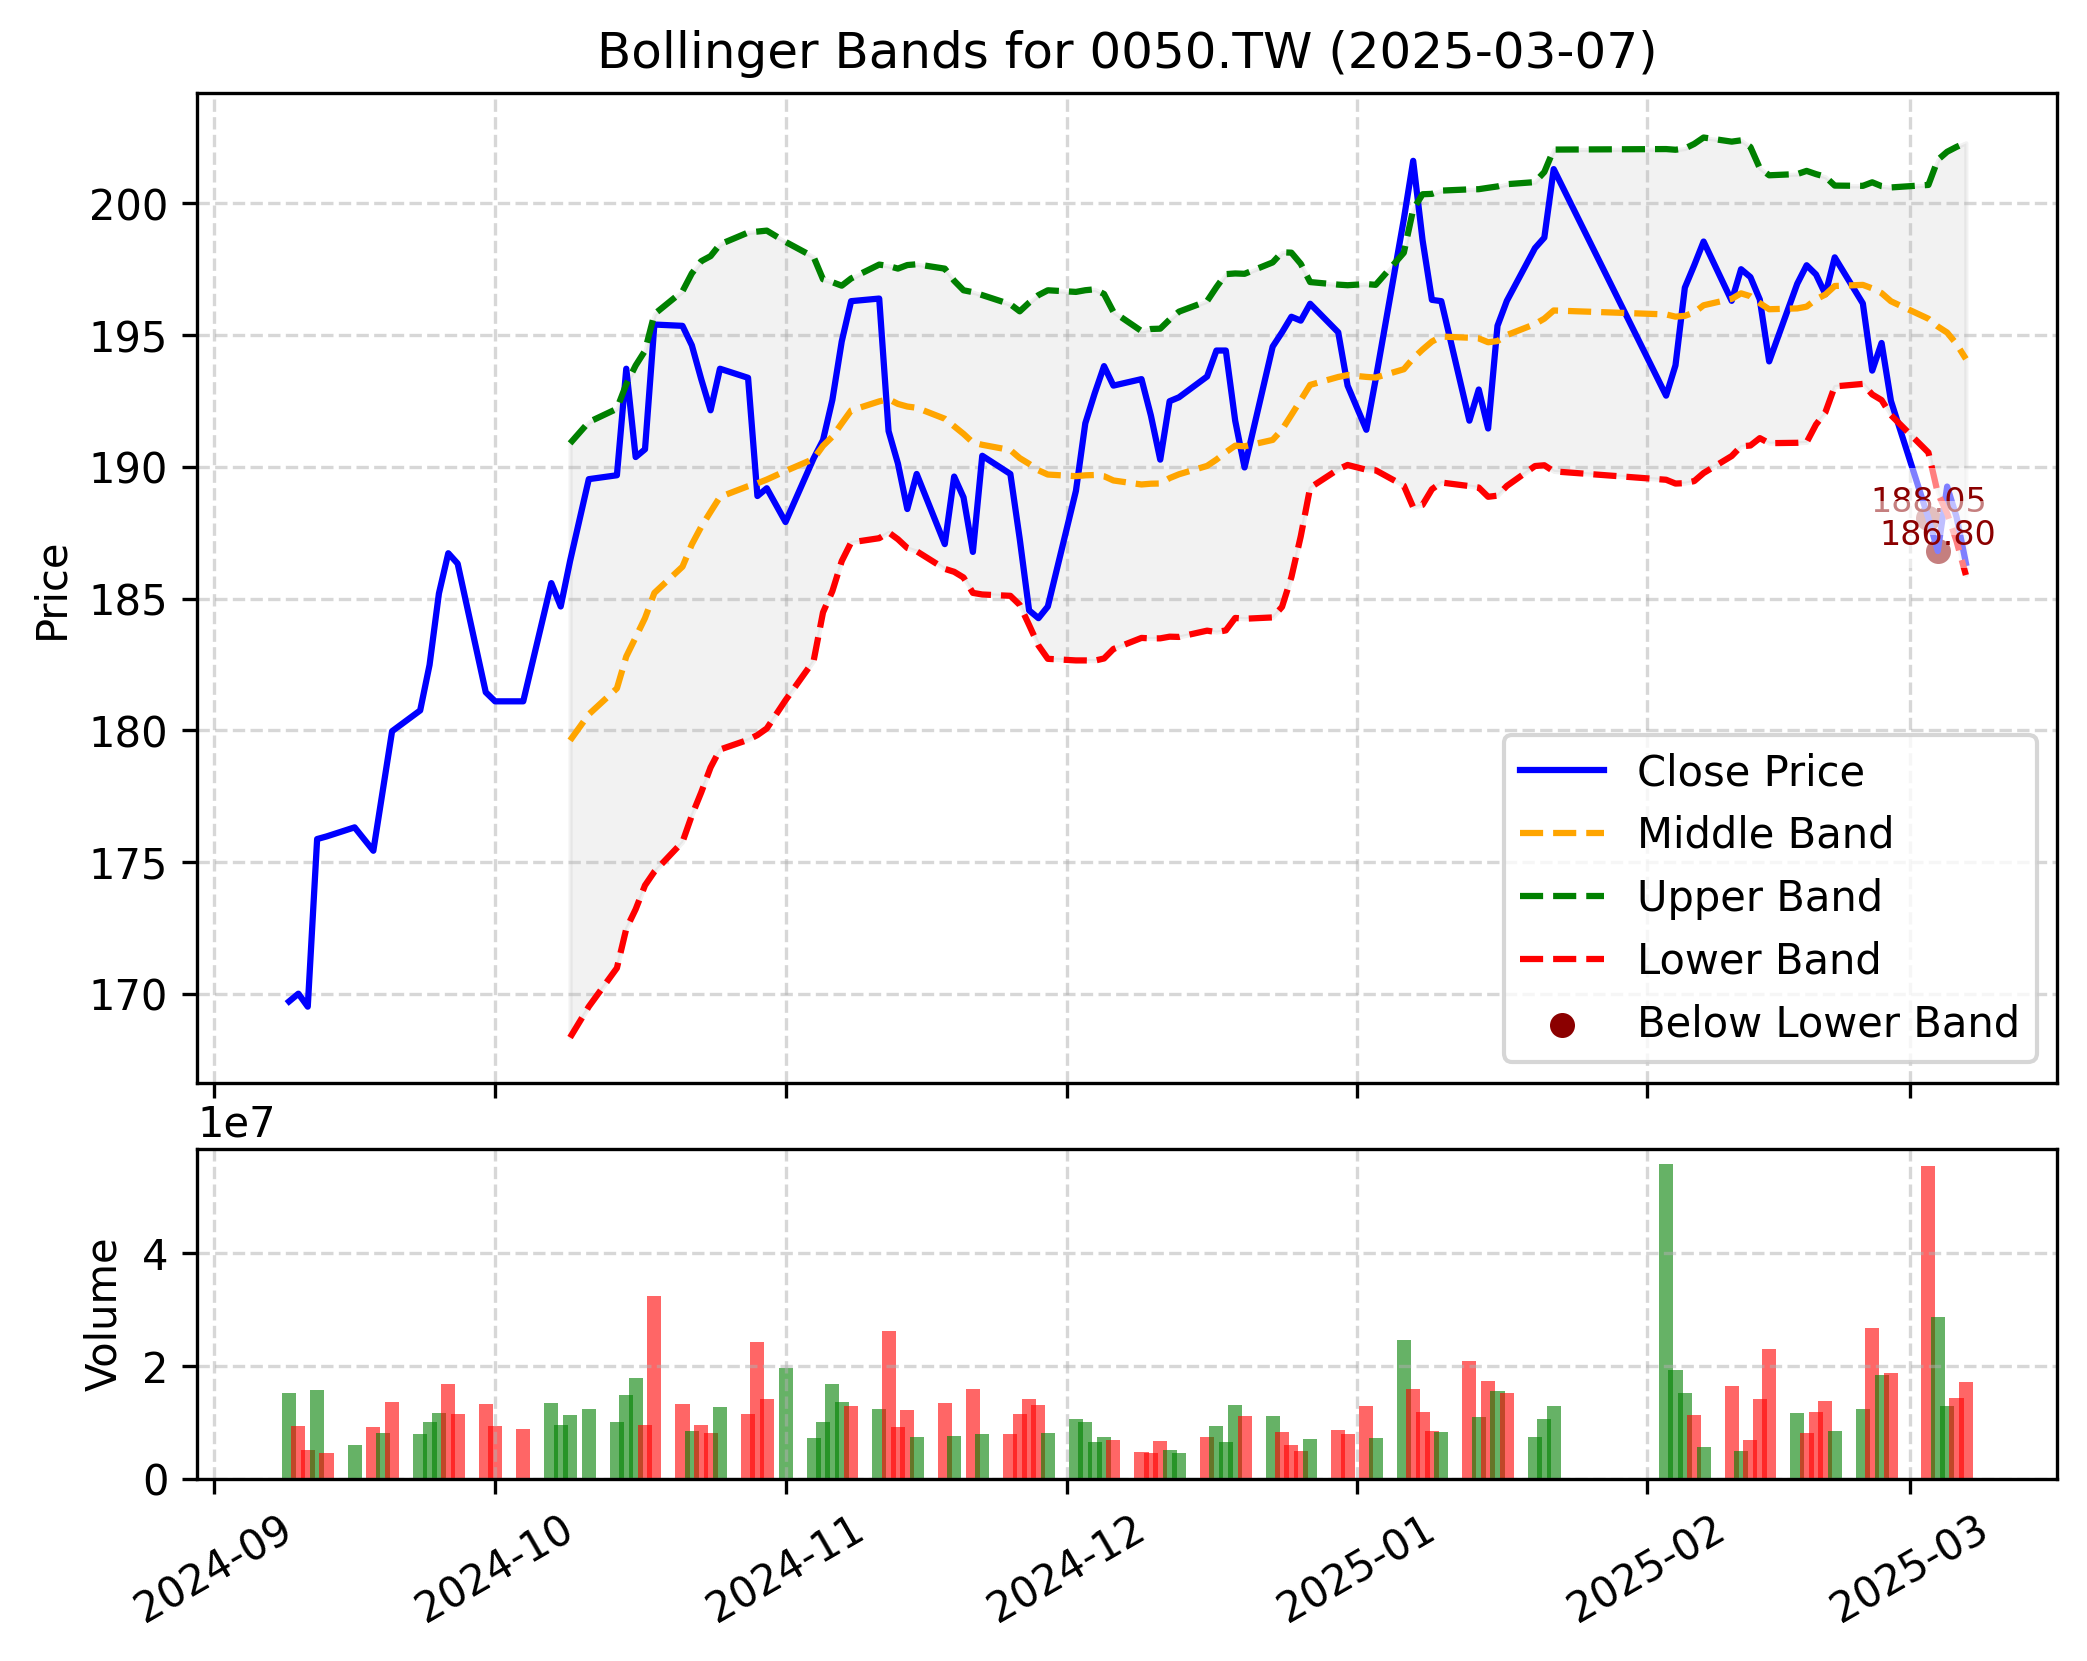 Bollinger Bands for 0050.TW (2025-03-07)
Price
200
195
190
185
180
175
170
188.05
186.80
Close Price
Middle Band
Upper Band
Lower Band
Below Lower Band
1e7
Volume
4
2
0
2024-09
2024-10
2024-11
2024-12
2025-01
2025-02
2025-03